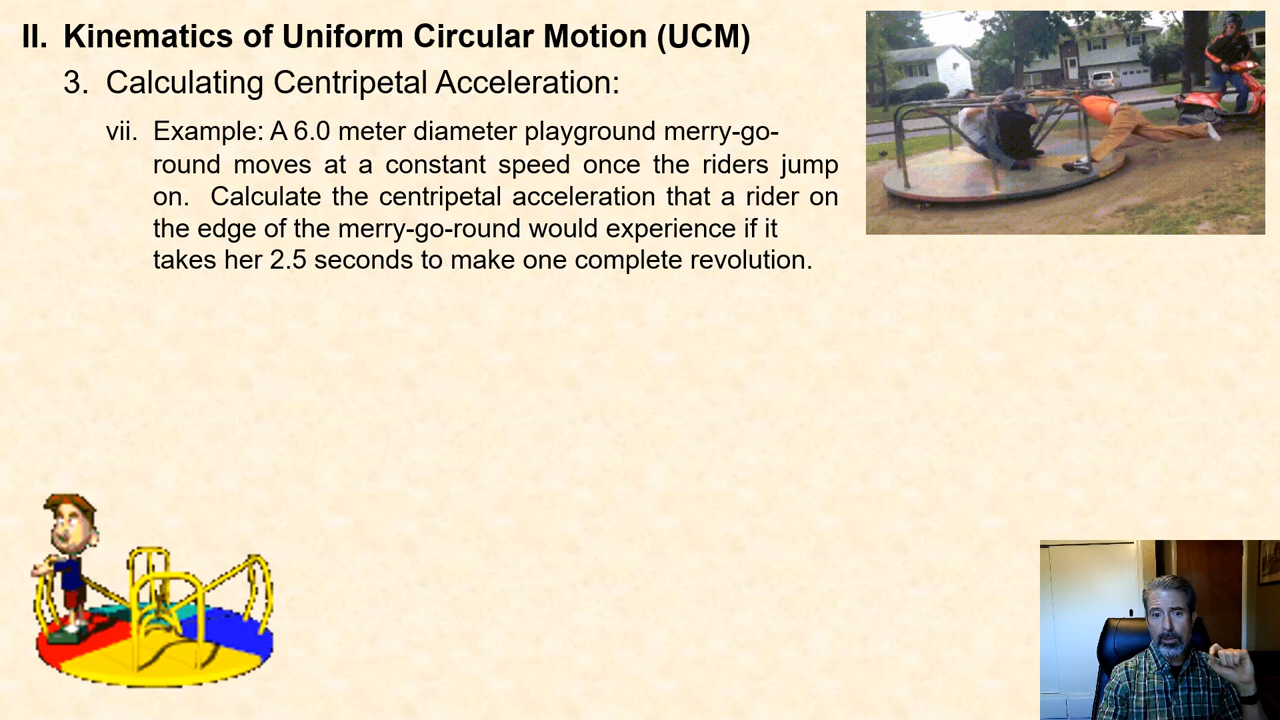 II. Kinematics of Uniform Circular Motion (UCM)
3. Calculating Centripetal Acceleration:
vii. Example: A 6.0 meter diameter playground merry-go-
round moves at a constant speed once the riders jump
on. Calculate the centripetal acceleration that a rider on
the edge of the merry-go-round would experience if it
takes her 2.5 seconds to make one complete revolution.